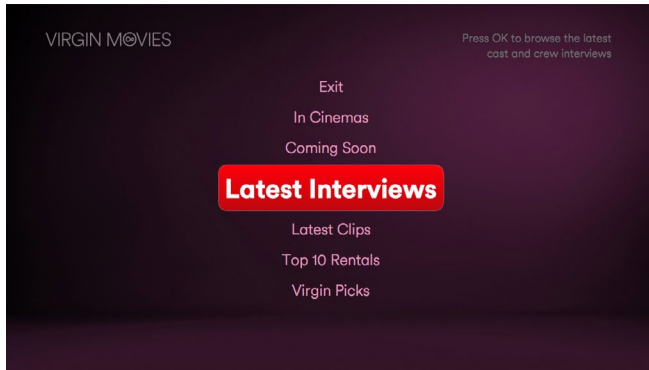 VIRGIN MOVIES
Press OK to browse the latest
cast and crew interviews
Exit
In Cinemas
Coming Soon
Latest Interviews
Latest Clips
Top 10 Rentals
Virgin Picks